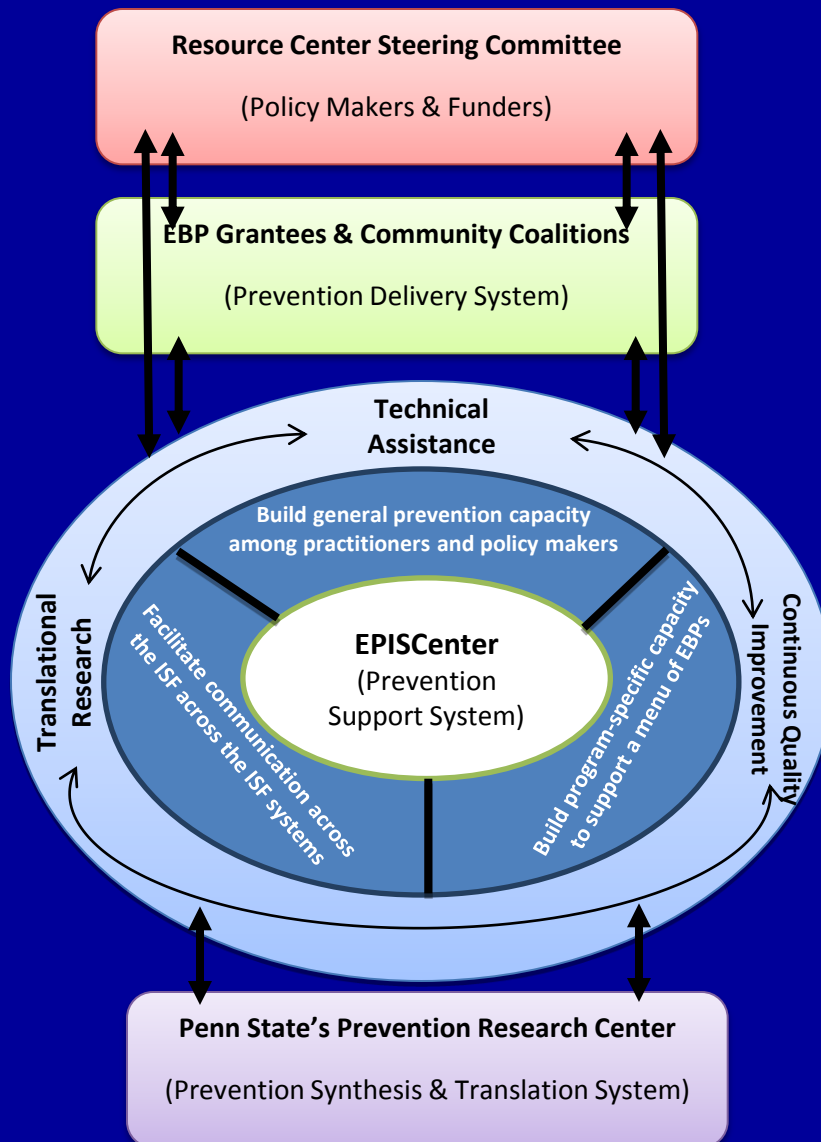 Resource Center Steering Committee
(Policy Makers & Funders)
EBP Grantees & Community Coalitions
(Prevention Delivery System)
Technical
Assistance
Build general prevention capacity
among practitioners and policy makers
Translational
Research
Facilitate communication across
the ISF across the ISF systems
EPISCenter
(Prevention
Support System)
Build program-specific capacity
to support a menu of EBPs
Continuous Quality
Improvement
Penn State’s Prevention Research Center
(Prevention Synthesis & Translation System)